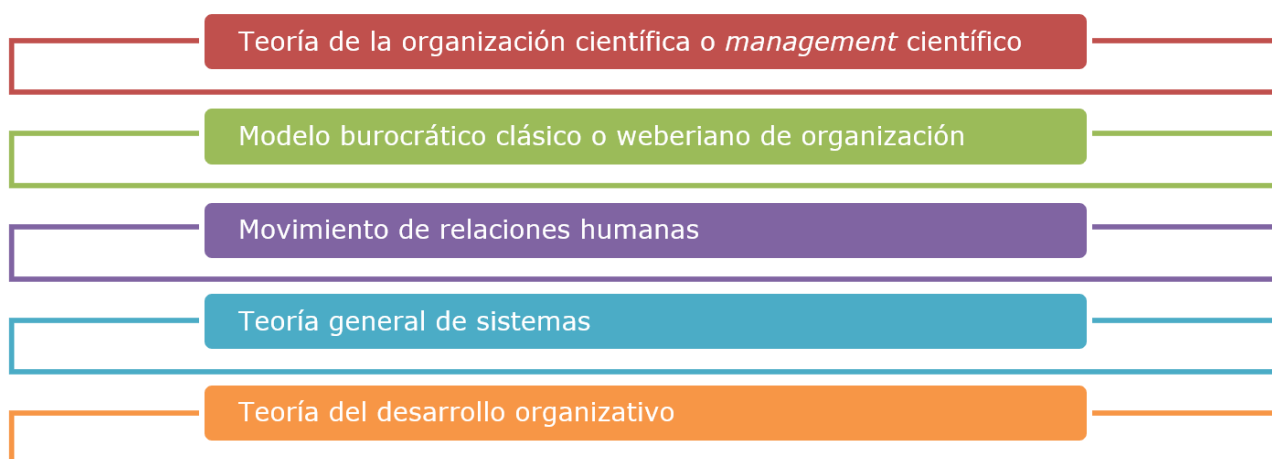 Teoría de la organización científica o management científico
Modelo burocrático clásico o weberiano de organización
Movimiento de relaciones humanas
Teoría general de sistemas
Teoría del desarrollo organizativo